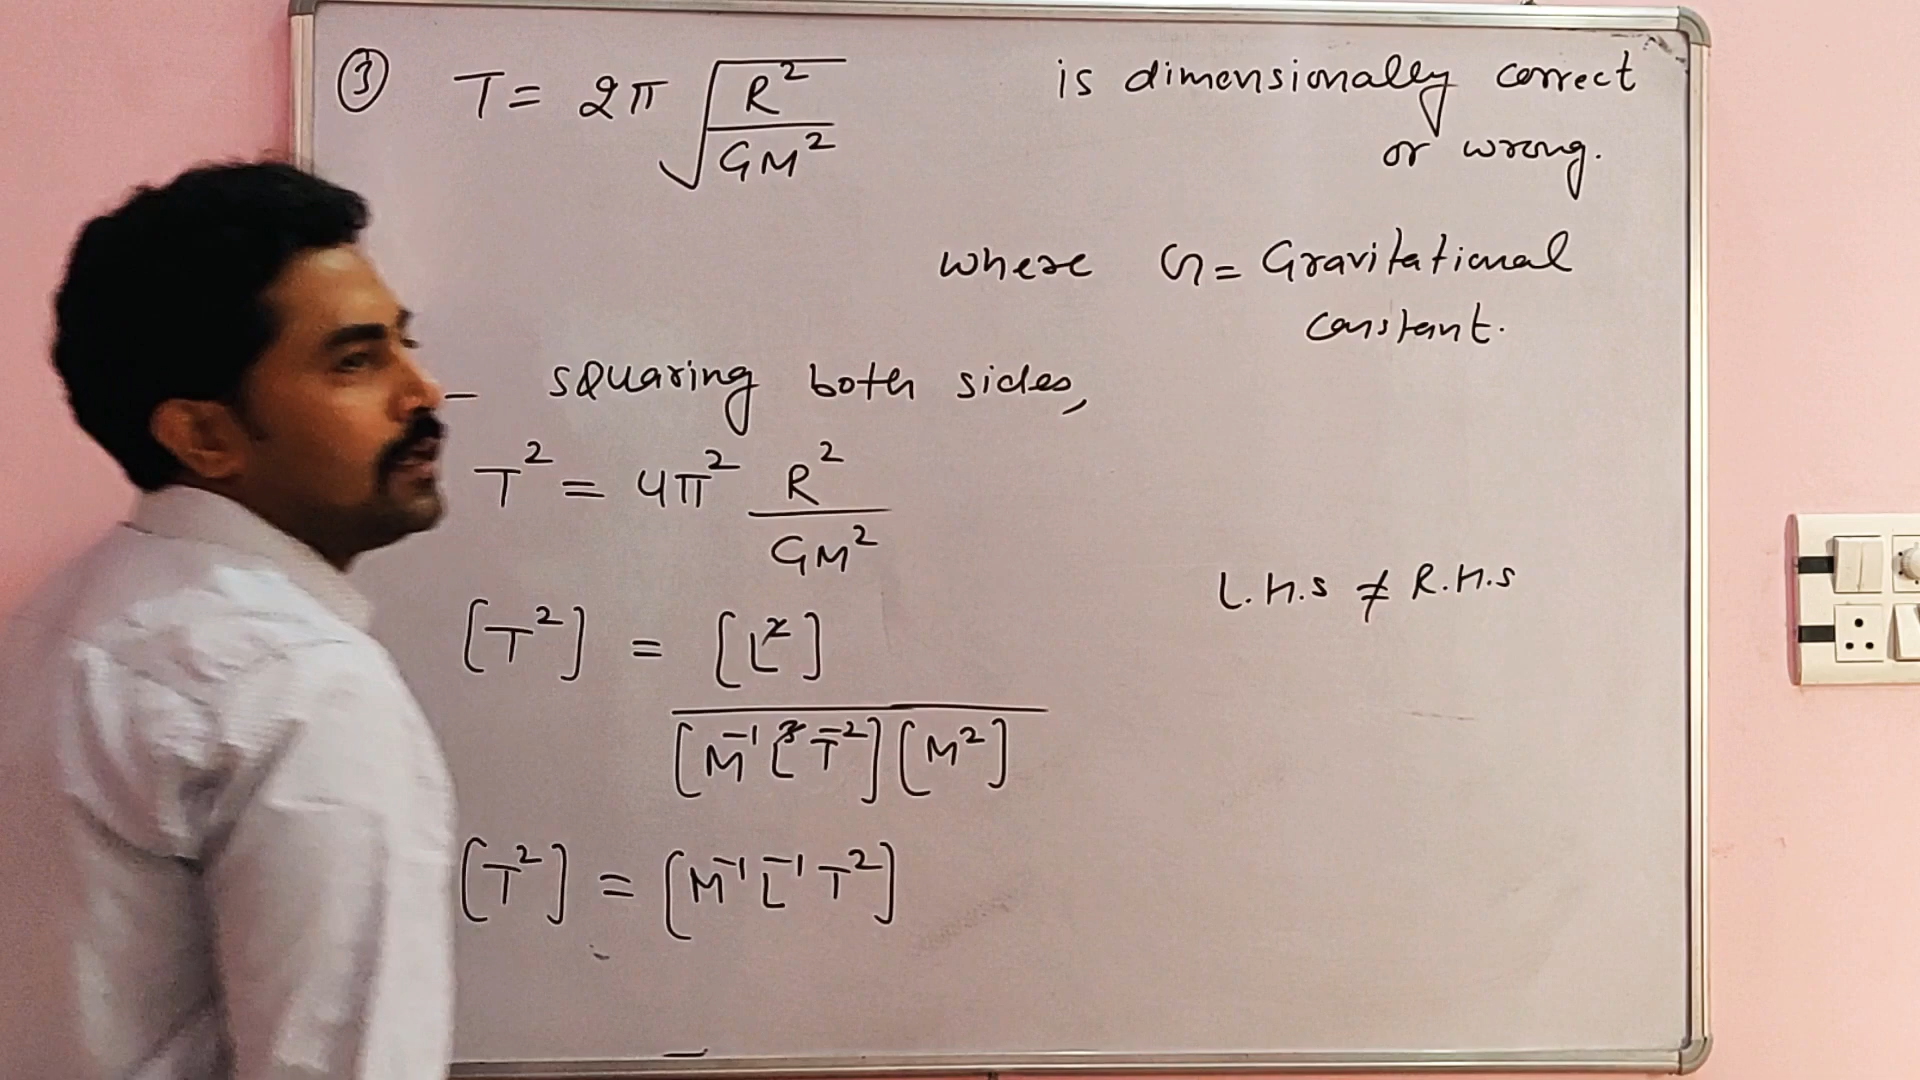 ③ T = 2π √(R²/GM²) is dimensionally correct
or wrong.
where G = Gravitational
constant.
– squaring both sides,
T² = 4π² R²/GM²
[T²] = [L²]/[M⁻¹L³T⁻²][M²]
L.H.S ≠ R.H.S
[T²] = [M⁻¹L⁻¹T²]